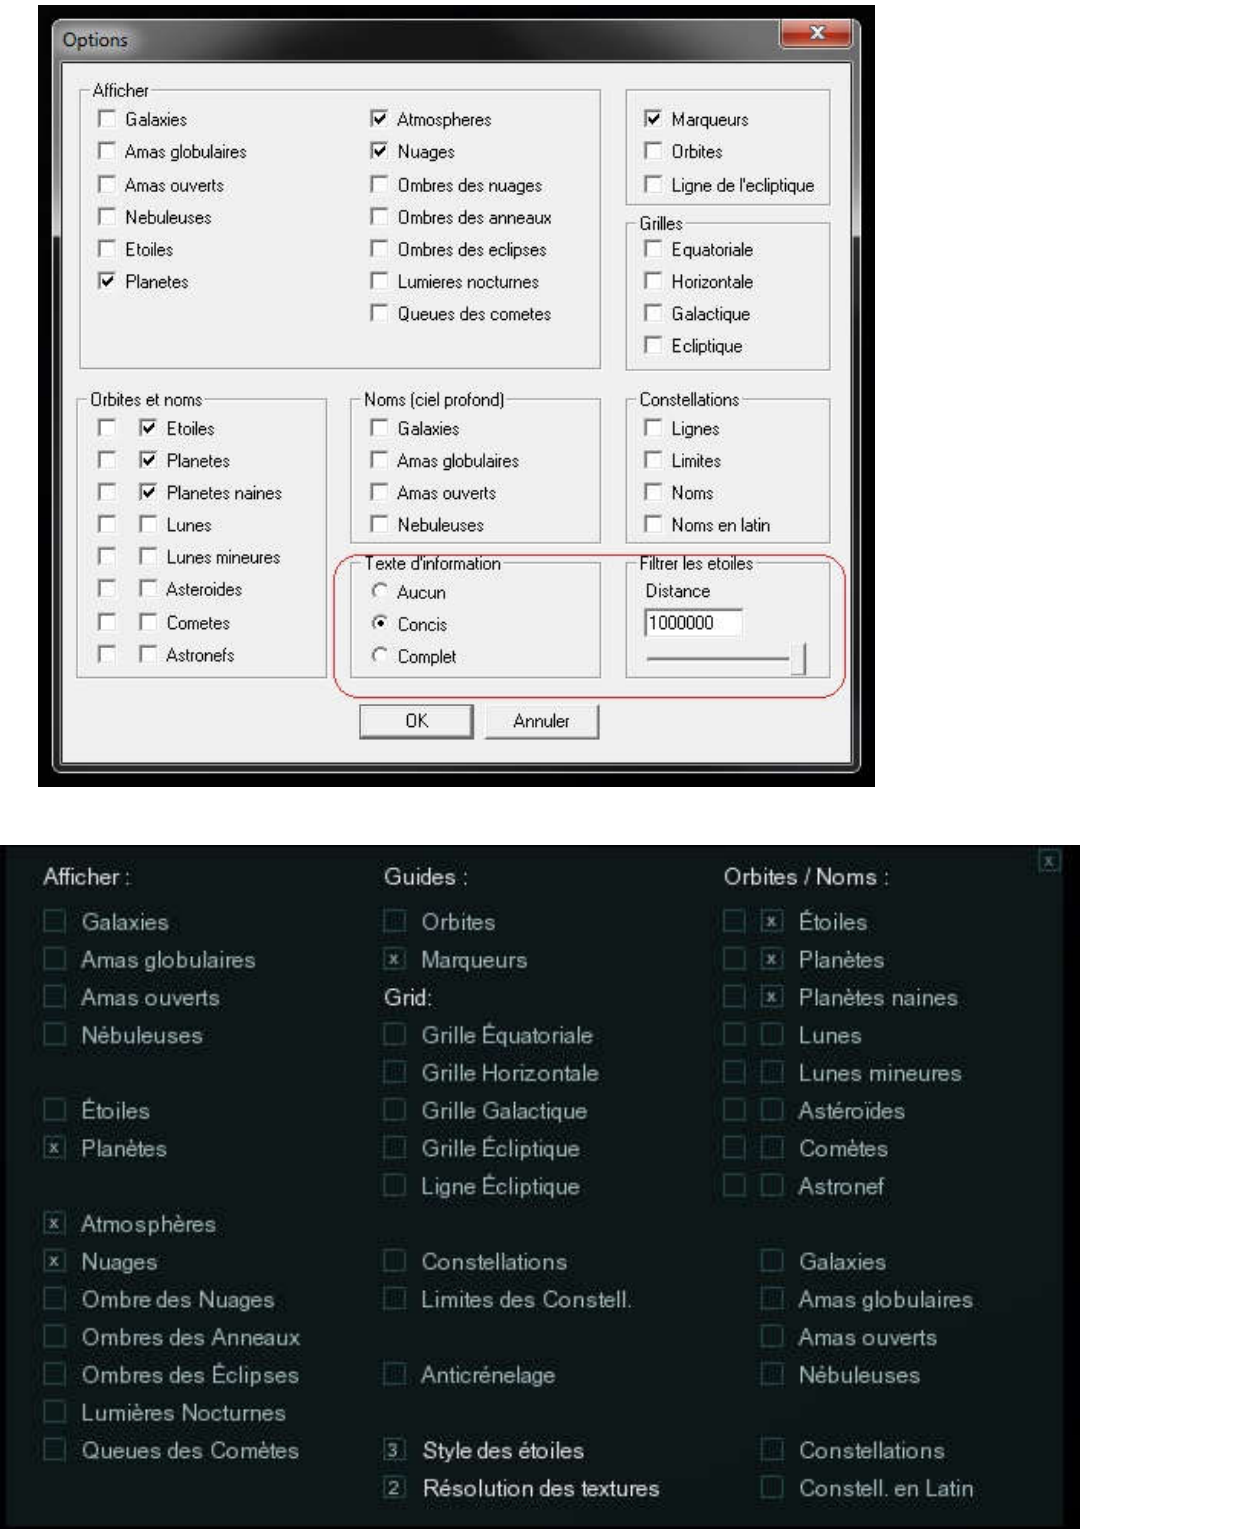 Options
x
Afficher
Galaxies
Amas globulaires
Amas ouverts
Nebuleuses
Etoiles
Planetes
Atmospheres
Nuages
Ombres des nuages
Ombres des anneaux
Ombres des eclipses
Lumieres nocturnes
Queues des cometes
Marqueurs
Orbites
Ligne de l'ecliptique
Grilles
Equatoriale
Horizontale
Galactique
Ecliptique
Orbites et noms
Etoiles
Planetes
Planetes naines
Lunes
Lunes mineures
Asteroides
Cometes
Astronefs
Noms (ciel profond)
Galaxies
Amas globulaires
Amas ouverts
Nebuleuses
Constellations
Lignes
Limites
Noms
Noms en latin
Texte d'information
Aucun
Concis
Complet
Filtrer les etoiles
Distance
1000000
OK
Annuler
x
Afficher :
Galaxies
Amas globulaires
Amas ouverts
Nébuleuses
Étoiles
x Planètes
x Atmosphères
x Nuages
Ombre des Nuages
Ombres des Anneaux
Ombres des Éclipses
Lumières Nocturnes
Queues des Comètes
Guides :
Orbites
x Marqueurs
Grid:
Grille Équatoriale
Grille Horizontale
Grille Galactique
Grille Écliptique
Ligne Écliptique
Constellations
Limites des Constell.
Anticrénelage
3 Style des étoiles
2 Résolution des textures
Orbites / Noms :
x Étoiles
x Planètes
x Planètes naines
Lunes
Lunes mineures
Astéroïdes
Comètes
Astronef
Galaxies
Amas globulaires
Amas ouverts
Nébuleuses
Constellations
Constell. en Latin